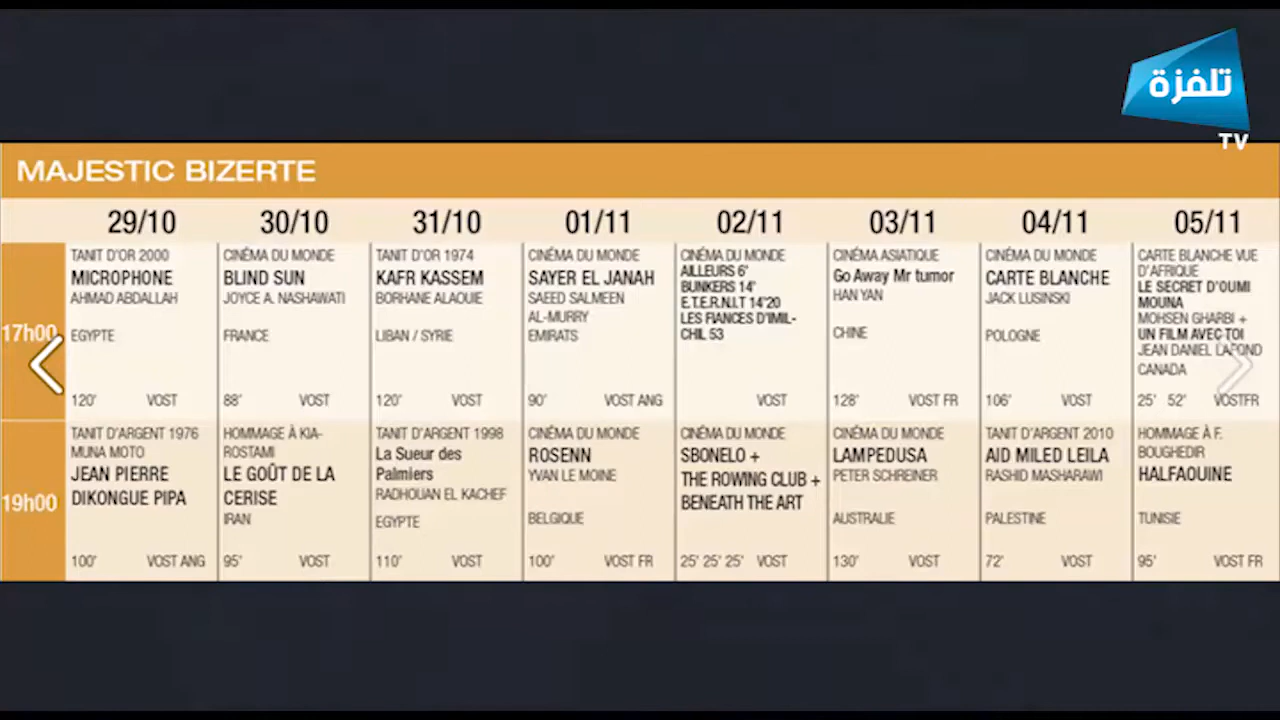 تلفزة
TV
MAJESTIC BIZERTE
29/10
30/10
31/10
01/11
02/11
03/11
04/11
05/11
17h00
TANIT D'OR 2000
MICROPHONE
AHMAD ABDALLAH
EGYPTE
120' VOST
CINÉMA DU MONDE
BLIND SUN
JOYCE A. NASHAWATI
FRANCE
88' VOST
TANIT D'OR 1974
KAFR KASSEM
BORHANE ALAOUIE
LIBAN / SYRIE
120' VOST
CINÉMA DU MONDE
SAYER EL JANAH
SAEED SALMEEN
AL-MURRY
EMIRATS
90' VOST ANG
CINÉMA DU MONDE
AILLEURS 6'
BUNKERS 14'
E.T.E.R.N.I.T 14'20
LES FIANCES D'IMIL-
CHIL 53
VOST
CINÉMA ASIATIQUE
Go Away Mr tumor
HAN YAN
CHINE
128' VOST FR
CINÉMA DU MONDE
CARTE BLANCHE
JACK LUSINSKI
POLOGNE
106' VOST
CARTE BLANCHE VUE
D'AFRIQUE
LE SECRET D'OUMI
MOUNA
MOHSEN GHARBI +
UN FILM AVEC TOI
JEAN DANIEL LAFOND
CANADA
25' 52' VOSTFR
19h00
TANIT D'ARGENT 1976
MUNA MOTO
JEAN PIERRE
DIKONGUE PIPA
100' VOST ANG
HOMMAGE À KIA-
ROSTAMI
LE GOÛT DE LA
CERISE
IRAN
95' VOST
TANIT D'ARGENT 1998
La Sueur des
Palmiers
RADHOUAN EL KACHEF
EGYPTE
110' VOST
CINÉMA DU MONDE
ROSENN
YVAN LE MOINE
BELGIQUE
100' VOST FR
CINÉMA DU MONDE
SBONELO +
THE ROWING CLUB +
BENEATH THE ART
25' 25' 25' VOST
CINÉMA DU MONDE
LAMPEDUSA
PETER SCHREINER
AUSTRALIE
130' VOST
TANIT D'ARGENT 2010
AID MILED LEILA
RASHID MASHARAWI
PALESTINE
72' VOST
HOMMAGE À F.
BOUGHEDIR
HALFAOUINE
TUNISIE
95' VOST FR